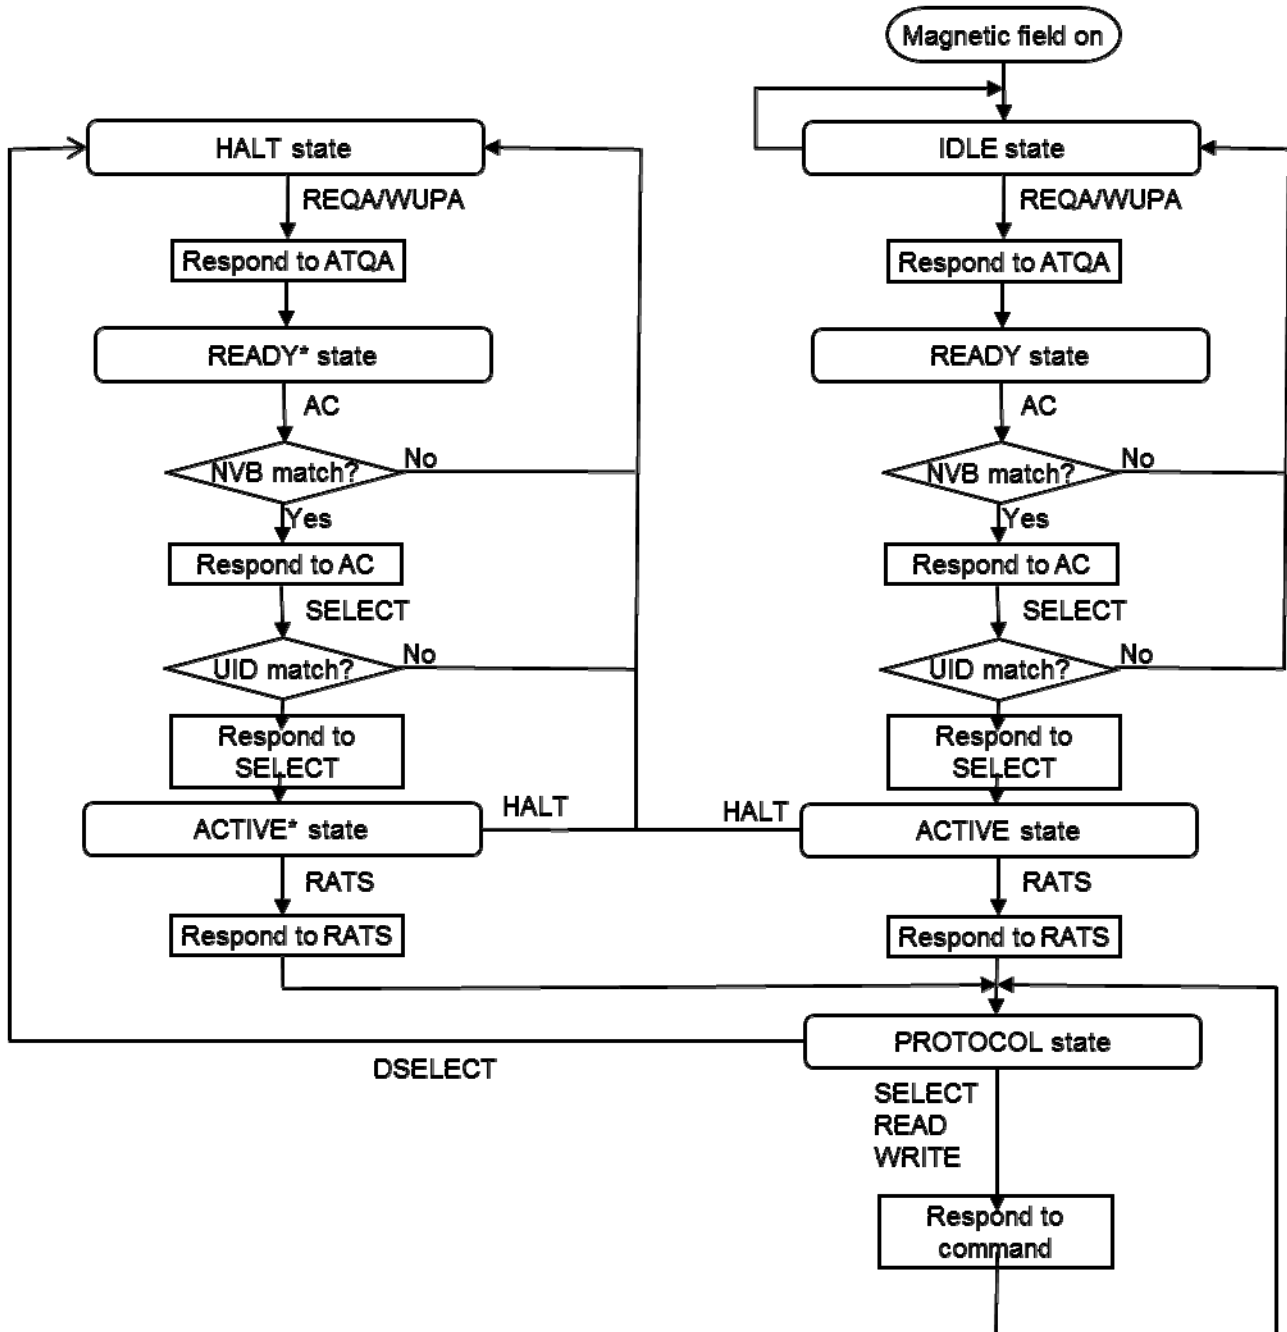 Magnetic field on
HALT state
IDLE state
REQA/WUPA
REQA/WUPA
Respond to ATQA
Respond to ATQA
READY* state
READY state
AC
AC
NVB match?
No
NVB match?
No
Yes
Yes
Respond to AC
Respond to AC
SELECT
SELECT
UID match?
No
UID match?
No
Respond to
SELECT
Respond to
SELECT
ACTIVE* state
HALT
HALT
ACTIVE state
RATS
RATS
Respond to RATS
Respond to RATS
PROTOCOL state
DSELECT
SELECT
READ
WRITE
Respond to
command